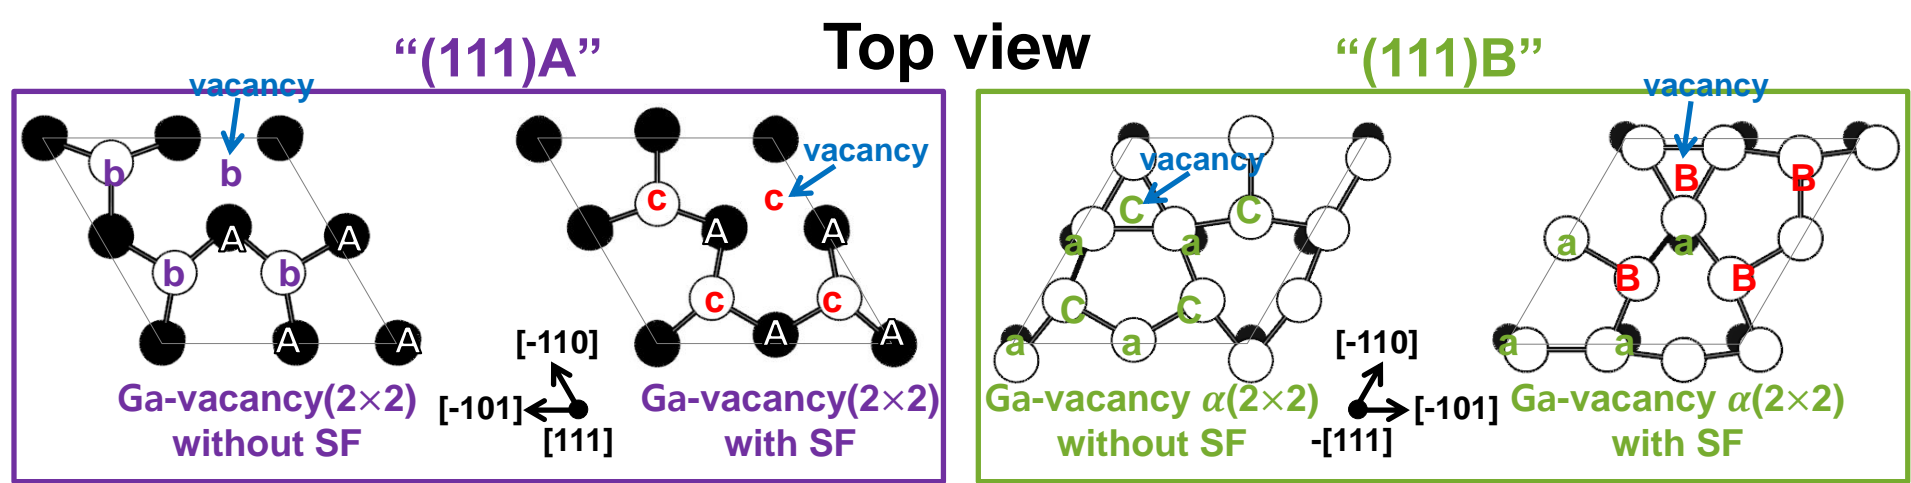 Top view
“(111)A”
vacancy
b
b
b
A
b
A
A
A
vacancy
c
c
A
A
c
c
A
A
Ga-vacancy(2×2)
without SF
[-110]
[-101]
[111]
Ga-vacancy(2×2)
with SF
“(111)B”
vacancy
C
C
a
a
C
C
a
a
vacancy
B
B
a
a
B
B
a
a
Ga-vacancy α(2×2)
without SF
[-110]
[-101]
-[111]
Ga-vacancy α(2×2)
with SF